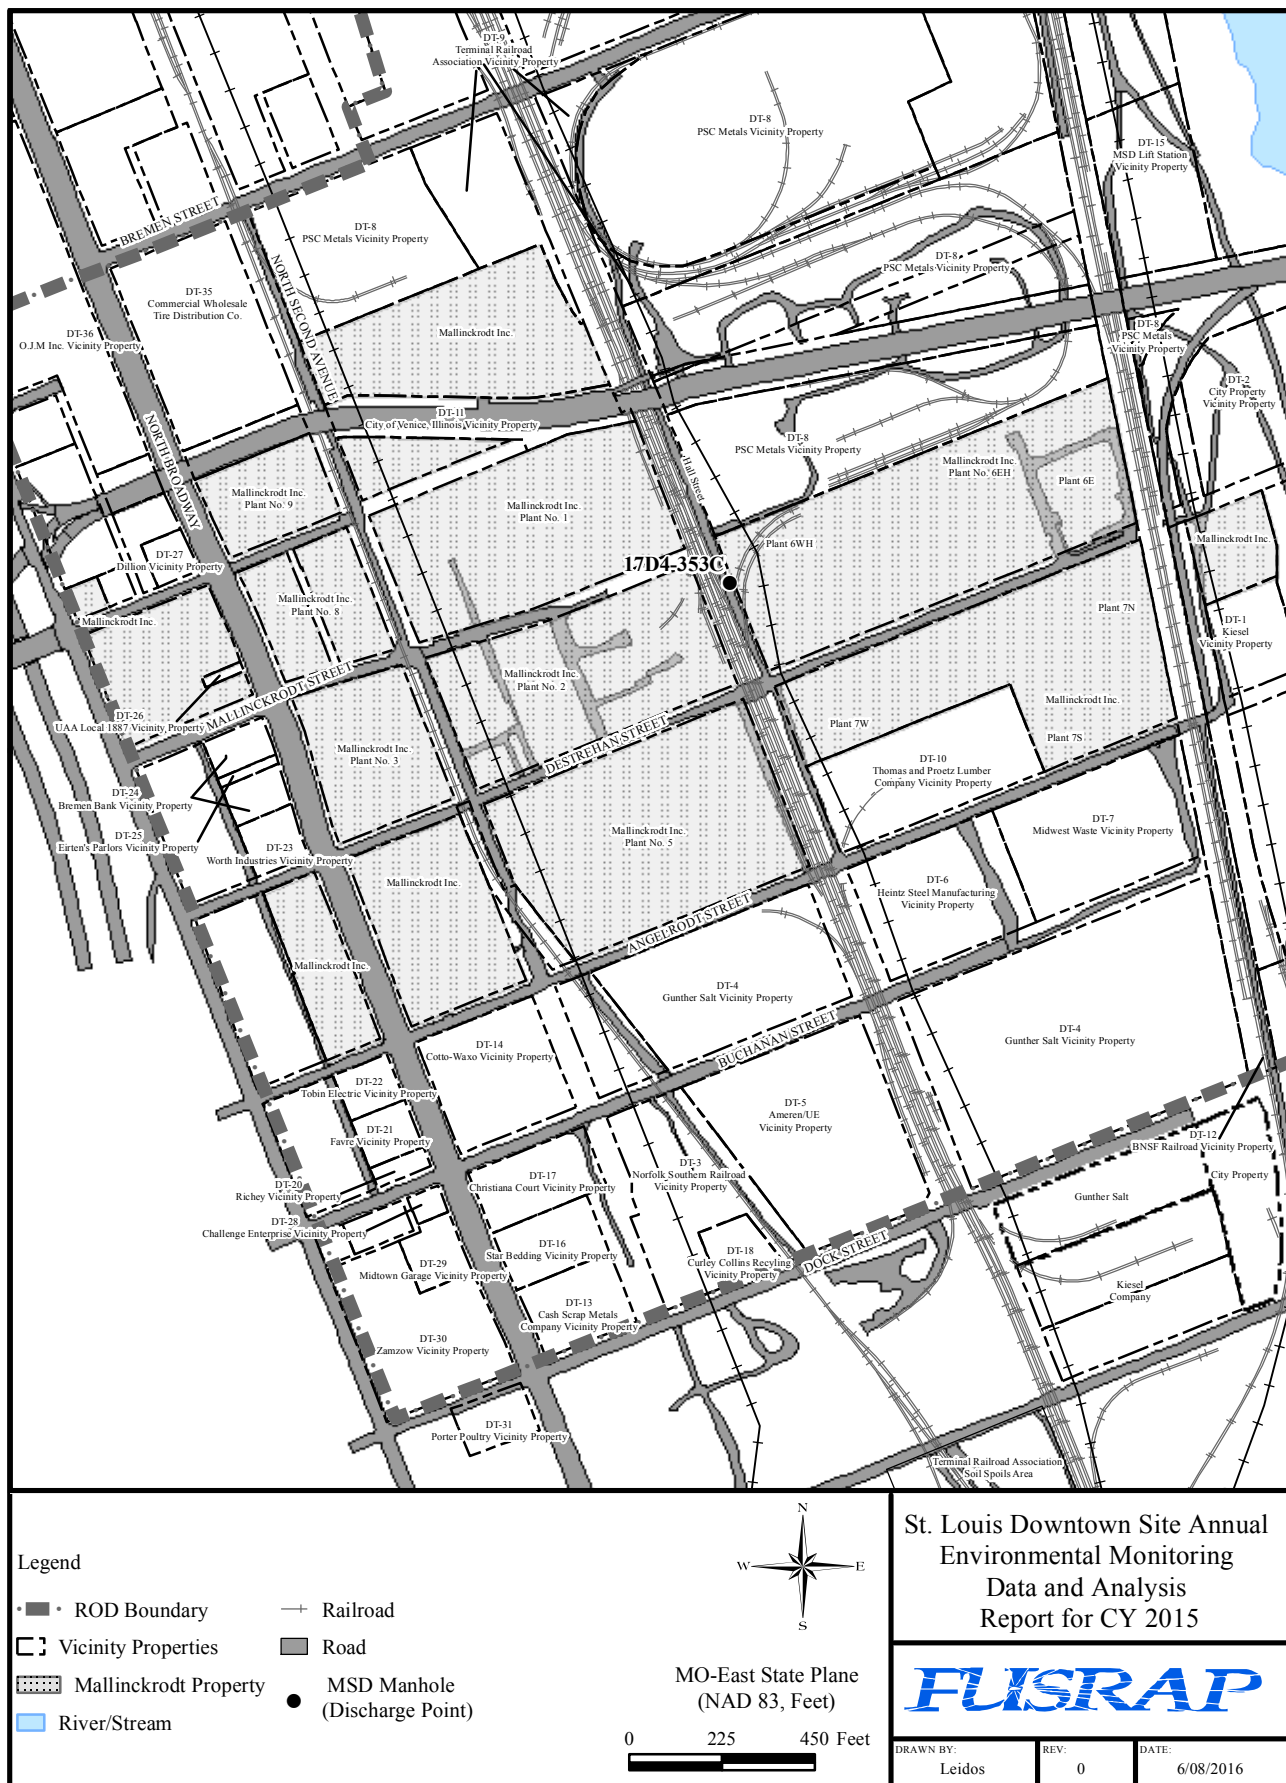 DT-9
Terminal Railroad
Association Vicinity Property
DT-8
PSC Metals Vicinity Property
DT-15
MSD Lift Station
Vicinity Property
BREMEN STREET
DT-8
PSC Metals Vicinity Property
DT-8
PSC Metals Vicinity Property
NORTH SECOND AVENUE
DT-35
Commercial Wholesale
Tire Distribution Co.
DT-36
O.J.M Inc. Vicinity Property
Mallinckrodt Inc.
DT-8
PSC Metals
Vicinity Property
DT-2
City Property
Vicinity Property
DT-11
City of Venice, Illinois Vicinity Property
NORTH BROADWAY
DT-8
PSC Metals Vicinity Property
Hall Street
Mallinckrodt Inc.
Plant No. 6EH
Plant 6E
Mallinckrodt Inc.
Plant No. 9
Mallinckrodt Inc.
Plant No. 1
Plant 6WH
Mallinckrodt Inc.
DT-27
Dillion Vicinity Property
17D4-353C
Mallinckrodt Inc.
Plant No. 8
Mallinckrodt Inc.
Plant 7N
DT-1
Kiesel
Vicinity Property
Mallinckrodt Inc.
Plant No. 2
MALLINCKRODT STREET
Mallinckrodt Inc.
DT-26
UAA Local 1887 Vicinity Property
DESTREHAN STREET
Plant 7W
Plant 7S
Mallinckrodt Inc.
Plant No. 3
DT-10
Thomas and Proetz Lumber
Company Vicinity Property
DT-24
Bremen Bank Vicinity Property
DT-7
Midwest Waste Vicinity Property
DT-25
Eirten's Parlors Vicinity Property
DT-23
Worth Industries Vicinity Property
Mallinckrodt Inc.
Plant No. 5
Mallinckrodt Inc.
DT-6
Heintz Steel Manufacturing
Vicinity Property
ANGELRODT STREET
Mallinckrodt Inc.
DT-4
Gunther Salt Vicinity Property
BUCHANAN STREET
DT-4
Gunther Salt Vicinity Property
DT-14
Cotto-Waxo Vicinity Property
DT-22
Tobin Electric Vicinity Property
DT-5
Ameren/UE
Vicinity Property
DT-21
Favre Vicinity Property
DT-12
BNSF Railroad Vicinity Property
DT-3
Norfolk Southern Railroad
Vicinity Property
DT-17
Christiana Court Vicinity Property
City Property
DT-20
Richey Vicinity Property
Gunther Salt
DT-28
Challenge Enterprise Vicinity Property
DOCK STREET
DT-16
Star Bedding Vicinity Property
DT-18
Curley Collins Recyling
Vicinity Property
DT-29
Midtown Garage Vicinity Property
Kiesel
Company
DT-13
Cash Scrap Metals
Company Vicinity Property
DT-30
Zamzow Vicinity Property
DT-31
Porter Poultry Vicinity Property
Terminal Railroad Association
Soil Spoils Area
Legend
ROD Boundary
Vicinity Properties
Mallinckrodt Property
River/Stream
Railroad
Road
MSD Manhole
(Discharge Point)
N
W
E
S
MO-East State Plane
(NAD 83, Feet)
0 225 450 Feet
St. Louis Downtown Site Annual
Environmental Monitoring
Data and Analysis
Report for CY 2015
FUSRAP
DRAWN BY:
Leidos
REV:
0
DATE:
6/08/2016